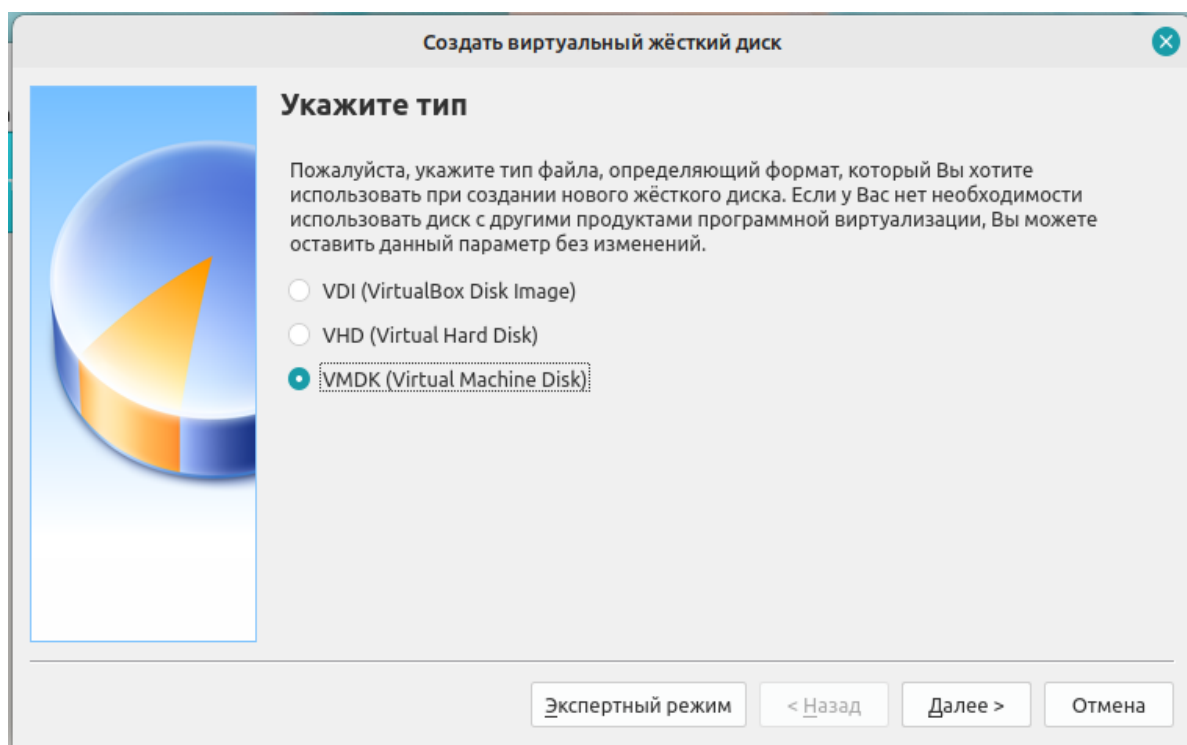 Создать виртуальный жёсткий диск
Укажите тип
Пожалуйста, укажите тип файла, определяющий формат, который Вы хотите
использовать при создании нового жёсткого диска. Если у Вас нет необходимости
использовать диск с другими продуктами программной виртуализации, Вы можете
оставить данный параметр без изменений.
VDI (VirtualBox Disk Image)
VHD (Virtual Hard Disk)
VMDK (Virtual Machine Disk)
Экспертный режим
< Назад
Далее >
Отмена